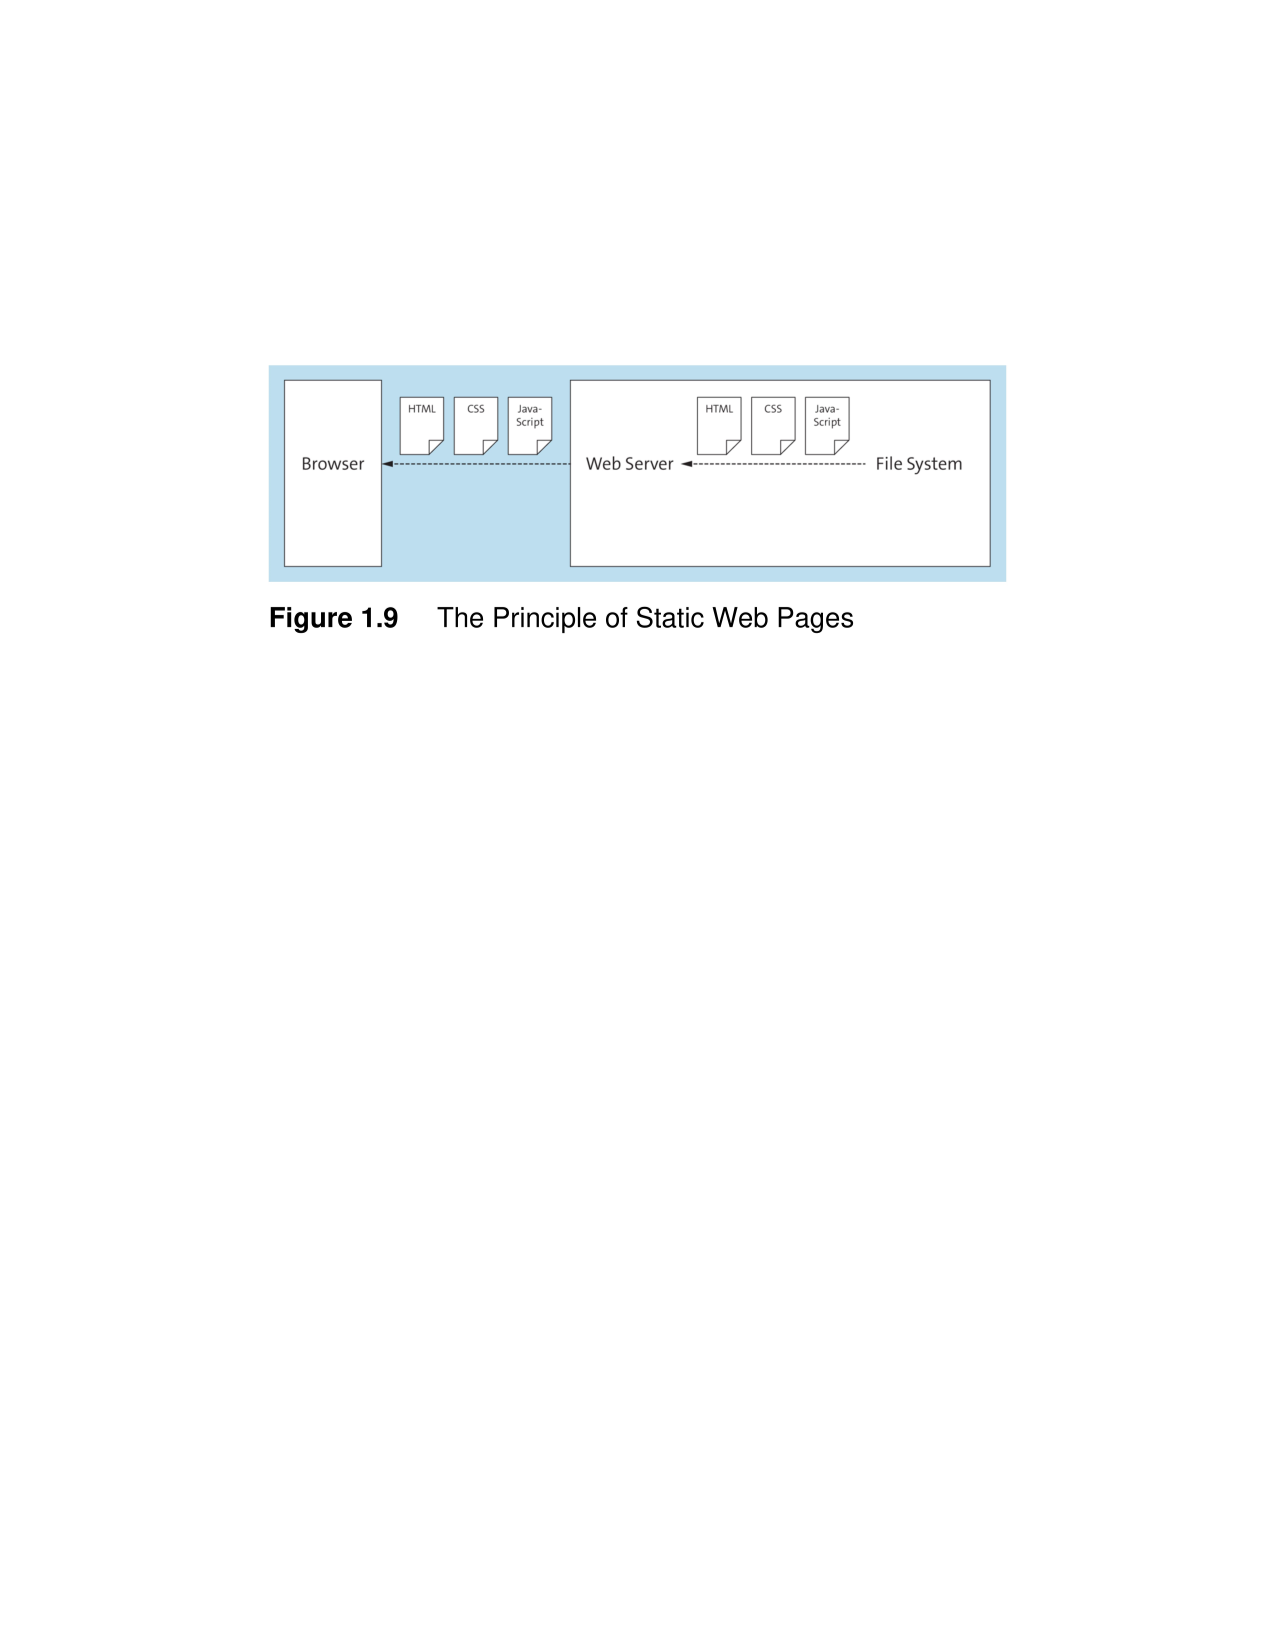 HTML
CSS
Java-
Script
HTML
CSS
Java-
Script
Browser
Web Server
File System
Figure 1.9 The Principle of Static Web Pages